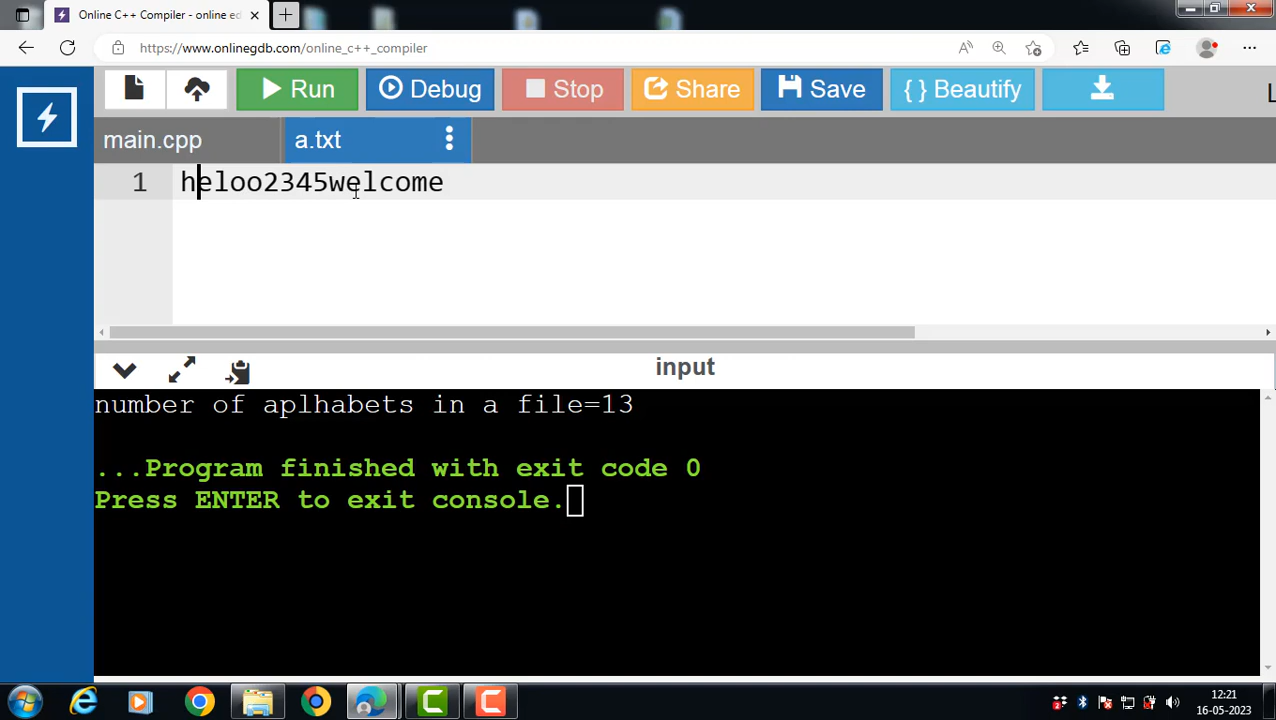 Online C++ Compiler - online ed
https://www.onlinegdb.com/online_c++_compiler
Run Debug Stop Share Save { } Beautify L
main.cpp a.txt
1 heloo2345welcome
input
number of aplhabets in a file=13
...Program finished with exit code 0
Press ENTER to exit console.
12:21
16-05-2023